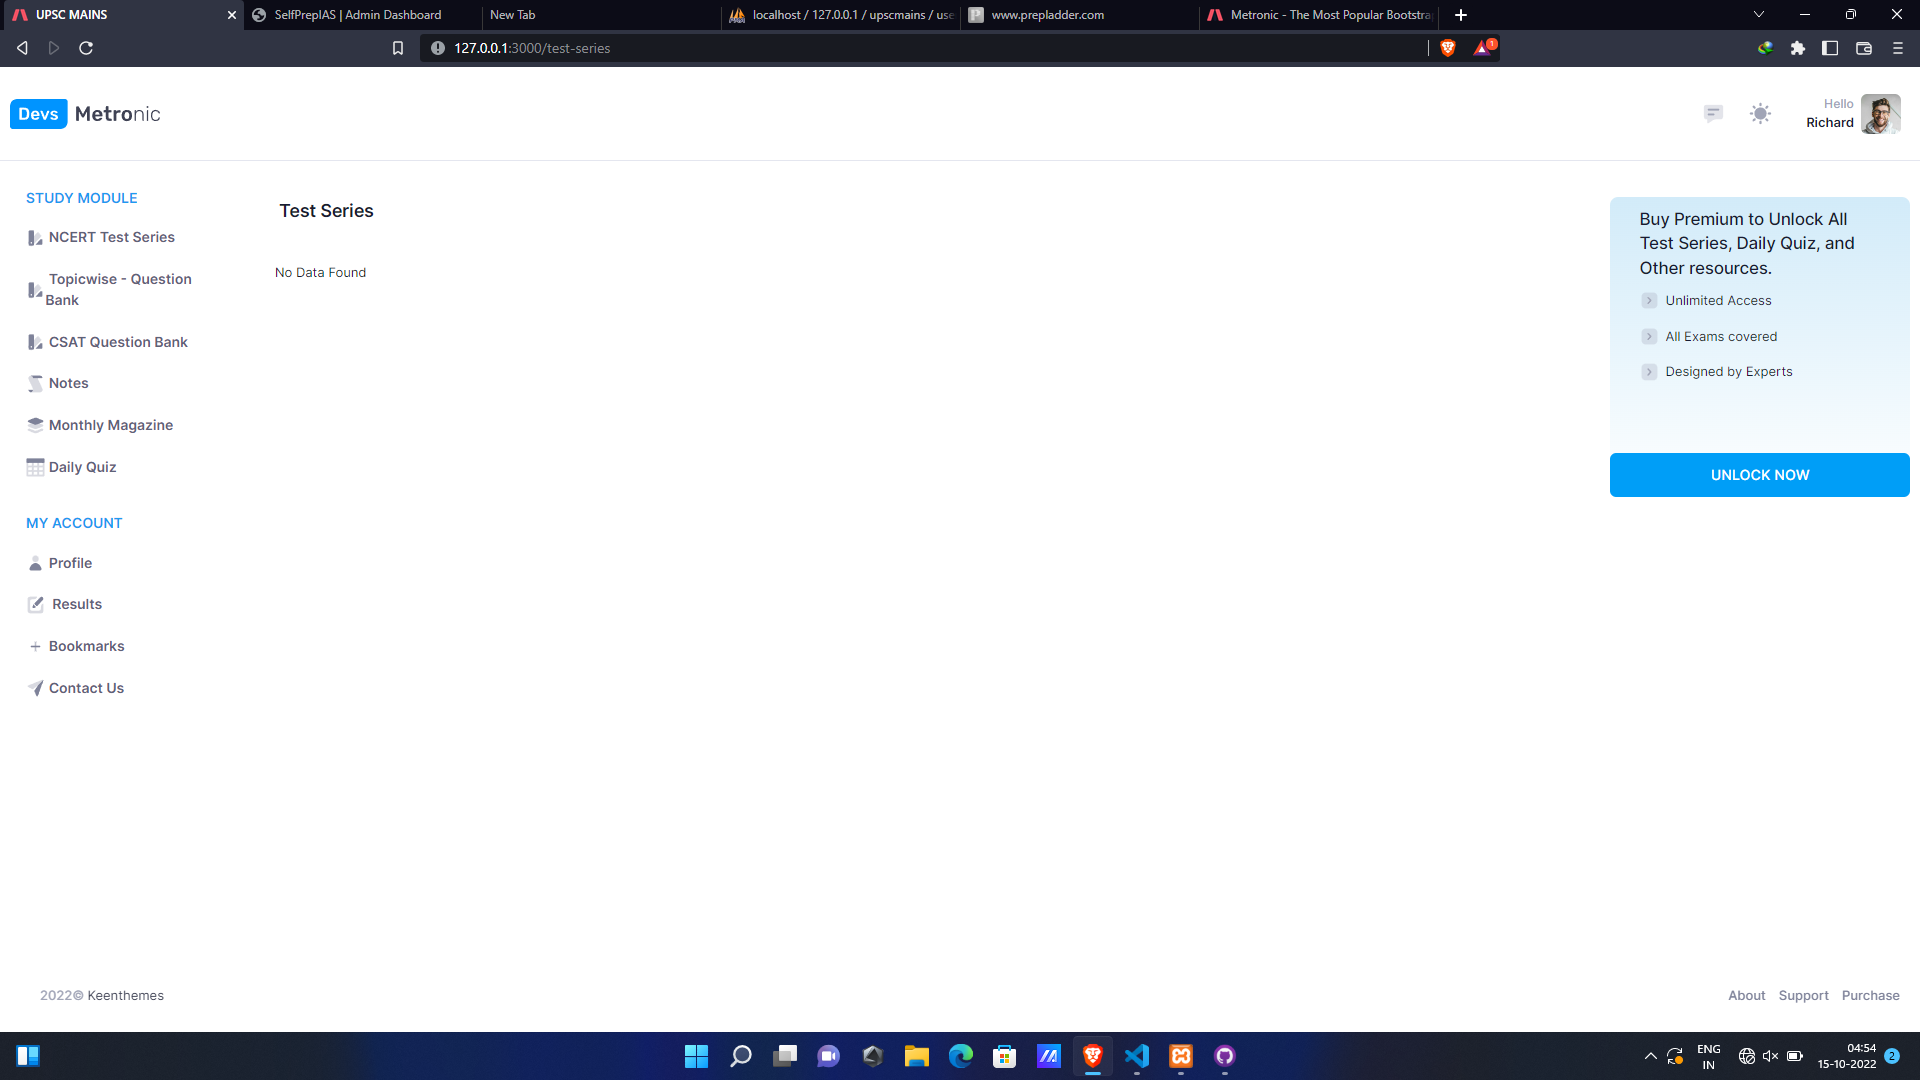 UPSC MAINS
SelfPrepIAS | Admin Dashboard
New Tab
localhost / 127.0.0.1 / upscmains / use
www.prepladder.com
Metronic - The Most Popular Bootstrap
127.0.0.1:3000/test-series
1
Devs Metronic
Hello
Richard
STUDY MODULE
NCERT Test Series
Topicwise - Question
Bank
CSAT Question Bank
Notes
Monthly Magazine
Daily Quiz
MY ACCOUNT
Profile
Results
Bookmarks
Contact Us
Test Series
No Data Found
Buy Premium to Unlock All
Test Series, Daily Quiz, and
Other resources.
Unlimited Access
All Exams covered
Designed by Experts
UNLOCK NOW
2022© Keenthemes
About Support Purchase
ENG
IN
04:54
15-10-2022
2